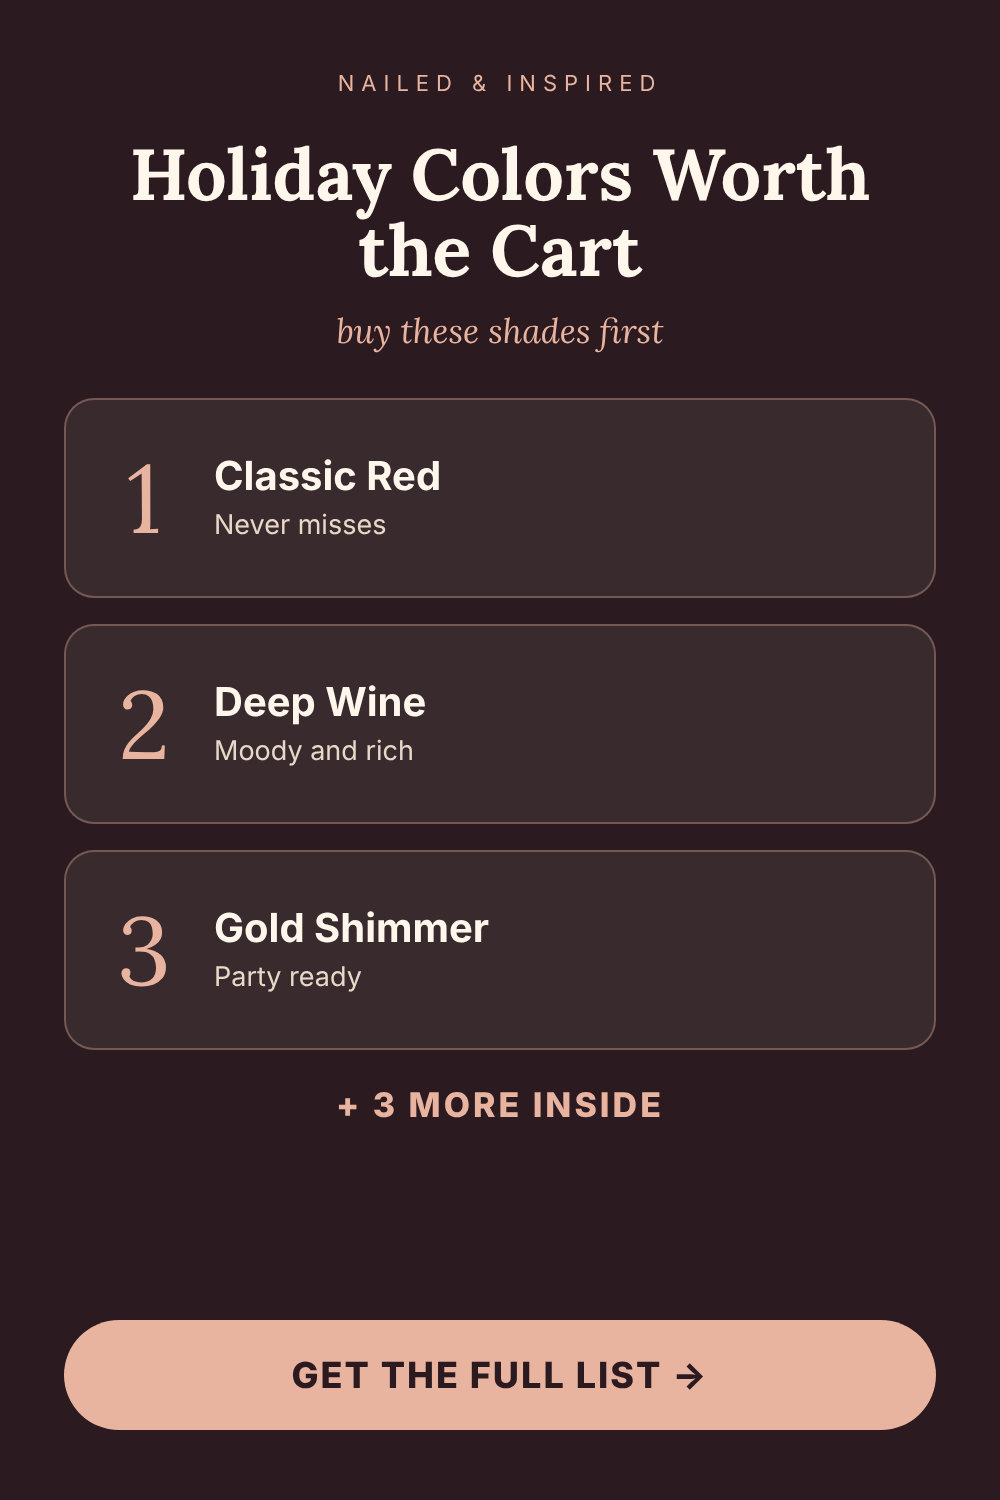 NAILED & INSPIRED
Holiday Colors Worth
the Cart
buy these shades first
1
Classic Red
Never misses
2
Deep Wine
Moody and rich
3
Gold Shimmer
Party ready
+ 3 MORE INSIDE
GET THE FULL LIST →